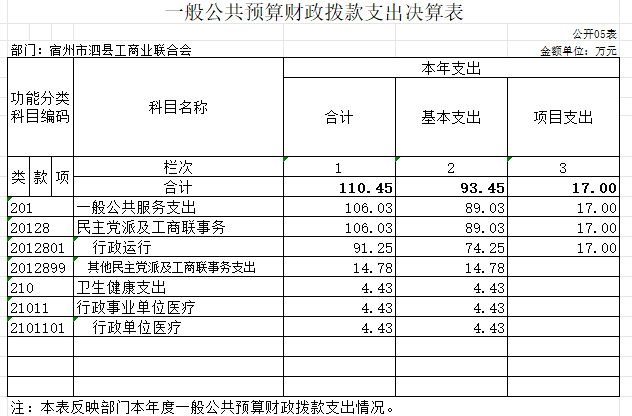 一般公共预算财政拨款支出决算表
公开05表
部门：宿州市泗县工商业联合会 金额单位：万元
功能分类科目编码 科目名称 本年支出
合计 基本支出 项目支出
类 款 项 栏次 1 2 3
合计 110.45 93.45 17.00
201 一般公共服务支出 106.03 89.03 17.00
20128 民主党派及工商联事务 106.03 89.03 17.00
2012801 行政运行 91.25 74.25 17.00
2012899 其他民主党派及工商联事务支出 14.78 14.78
210 卫生健康支出 4.43 4.43
21011 行政事业单位医疗 4.43 4.43
2101101 行政单位医疗 4.43 4.43
注：本表反映部门本年度一般公共预算财政拨款支出情况。